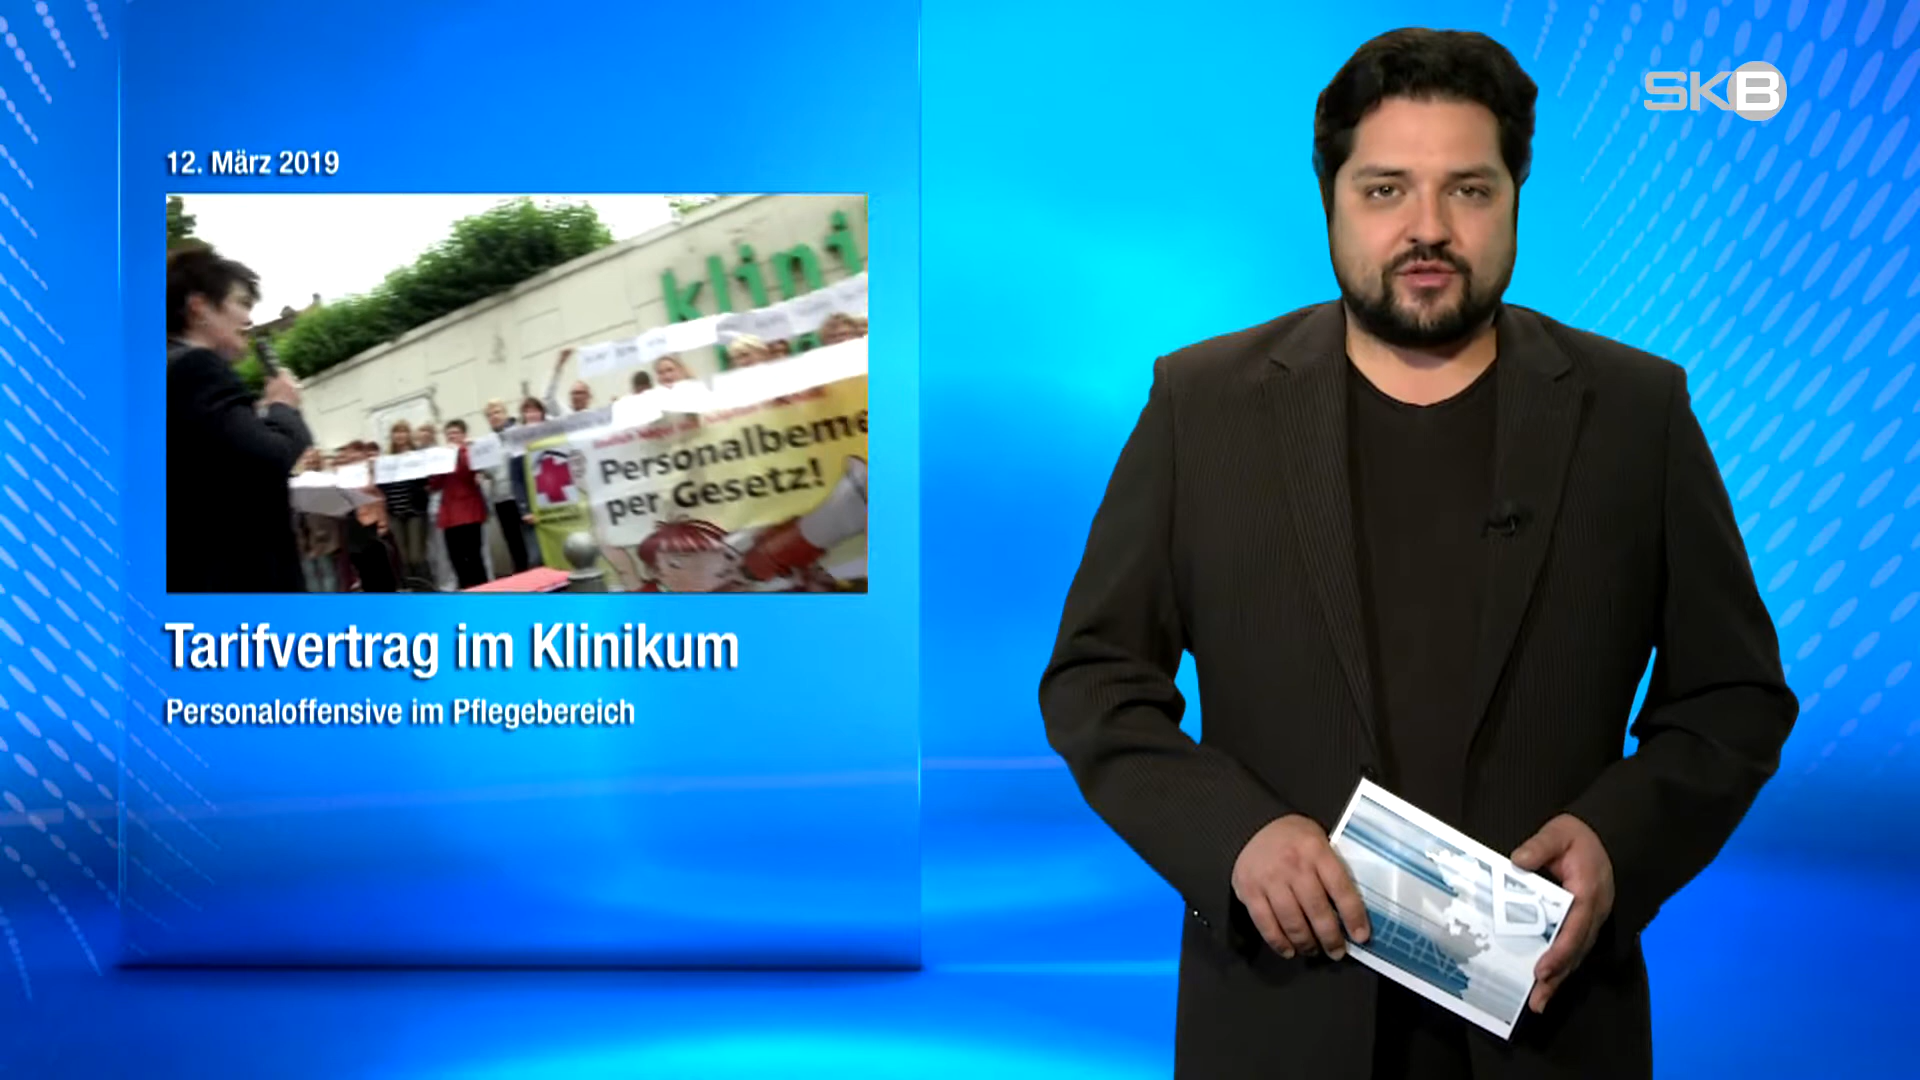 SKB
12. März 2019
klini
Personalbeme
per Gesetz!
Tarifvertrag im Klinikum
Personaloffensive im Pflegebereich